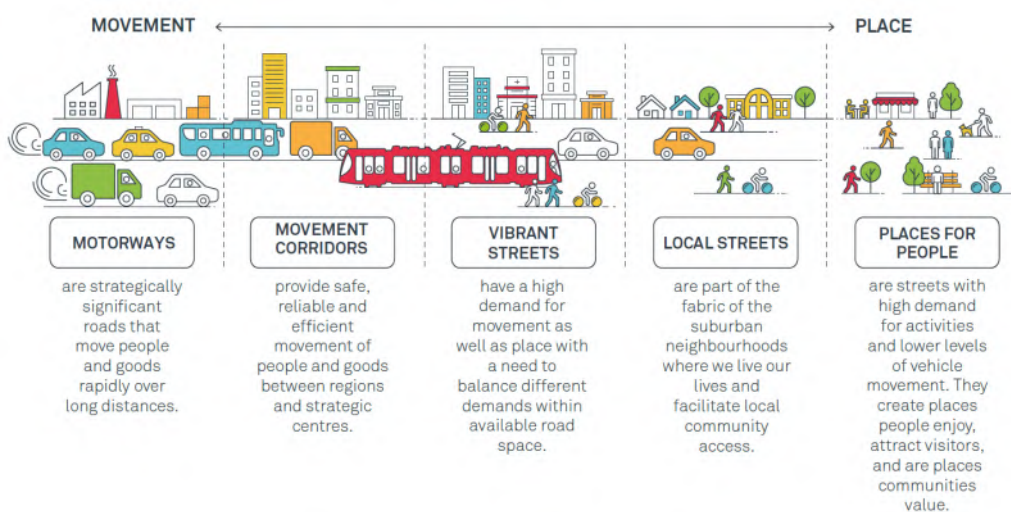 MOVEMENT
PLACE
MOTORWAYS
are strategically
significant
roads that
move people
and goods
rapidly over
long distances.
MOVEMENT
CORRIDORS
provide safe,
reliable and
efficient
movement of
people and goods
between regions
and strategic
centres.
VIBRANT
STREETS
have a high
demand for
movement as
well as place with
a need to
balance different
demands within
available road
space.
LOCAL STREETS
are part of the
fabric of the
suburban
neighbourhoods
where we live our
lives and
facilitate local
community
access.
PLACES FOR
PEOPLE
are streets with
high demand
for activities
and lower levels
of vehicle
movement. They
create places
people enjoy,
attract visitors,
and are places
communities
value.